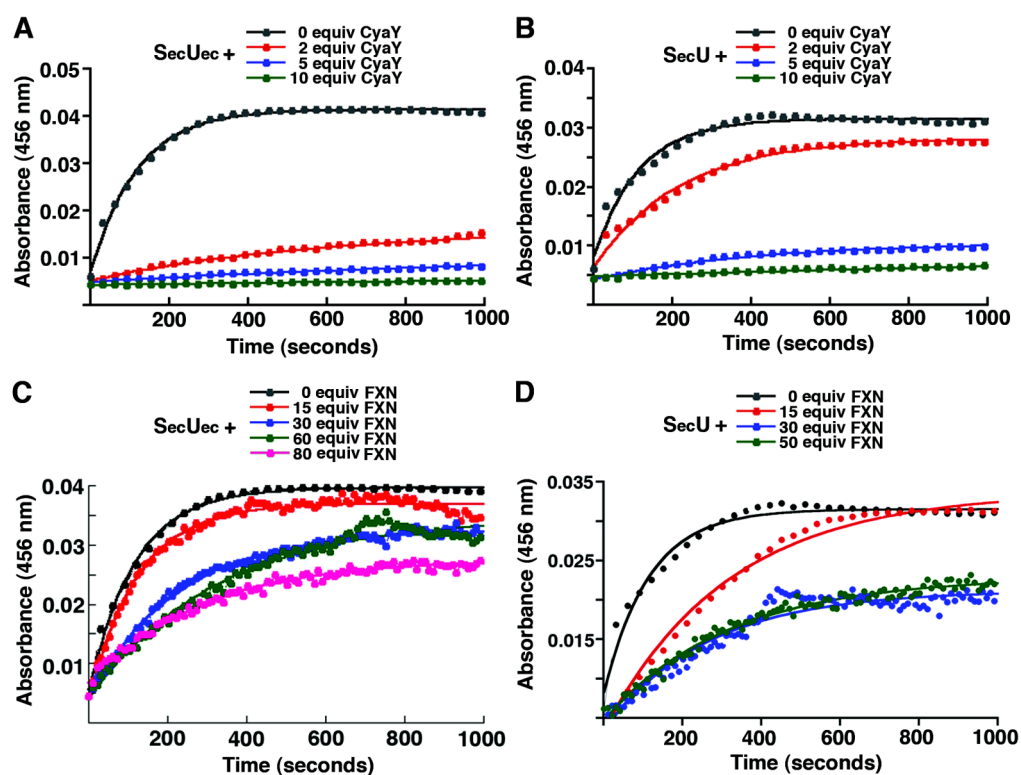 A
SecUec +
0 equiv CyaY
2 equiv CyaY
5 equiv CyaY
10 equiv CyaY
Absorbance (456 nm)
0.05
0.04
0.03
0.02
0.01
200 400 600 800 1000
Time (seconds)
B
SecU +
0 equiv CyaY
2 equiv CyaY
5 equiv CyaY
10 equiv CyaY
Absorbance (456 nm)
0.04
0.03
0.02
0.01
200 400 600 800 1000
Time (seconds)
C
SecUec +
0 equiv FXN
15 equiv FXN
30 equiv FXN
60 equiv FXN
80 equiv FXN
Absorbance (456 nm)
0.04
0.03
0.02
0.01
200 400 600 800 1000
Time (seconds)
D
SecU +
0 equiv FXN
15 equiv FXN
30 equiv FXN
50 equiv FXN
Absorbance (456 nm)
0.035
0.025
0.015
200 400 600 800 1000
Time (seconds)